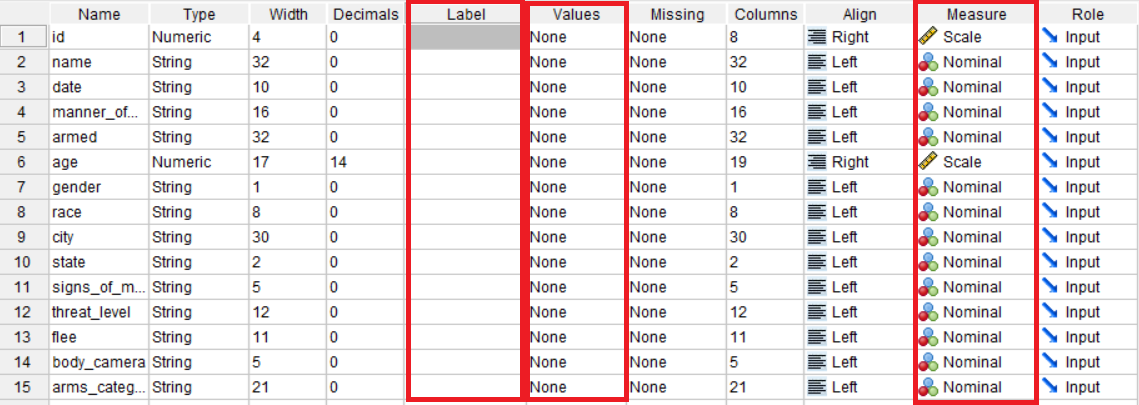 Name Type Width Decimals Label Values Missing Columns Align Measure Role
1 id Numeric 4 0 None None 8 Right Scale Input
2 name String 32 0 None None 32 Left Nominal Input
3 date String 10 0 None None 10 Left Nominal Input
4 manner_of... String 16 0 None None 16 Left Nominal Input
5 armed String 32 0 None None 32 Left Nominal Input
6 age Numeric 17 14 None None 19 Right Scale Input
7 gender String 1 0 None None 1 Left Nominal Input
8 race String 8 0 None None 8 Left Nominal Input
9 city String 30 0 None None 30 Left Nominal Input
10 state String 2 0 None None 2 Left Nominal Input
11 signs_of_m... String 5 0 None None 5 Left Nominal Input
12 threat_level String 12 0 None None 12 Left Nominal Input
13 flee String 11 0 None None 11 Left Nominal Input
14 body_camera String 5 0 None None 5 Left Nominal Input
15 arms_categ... String 21 0 None None 21 Left Nominal Input